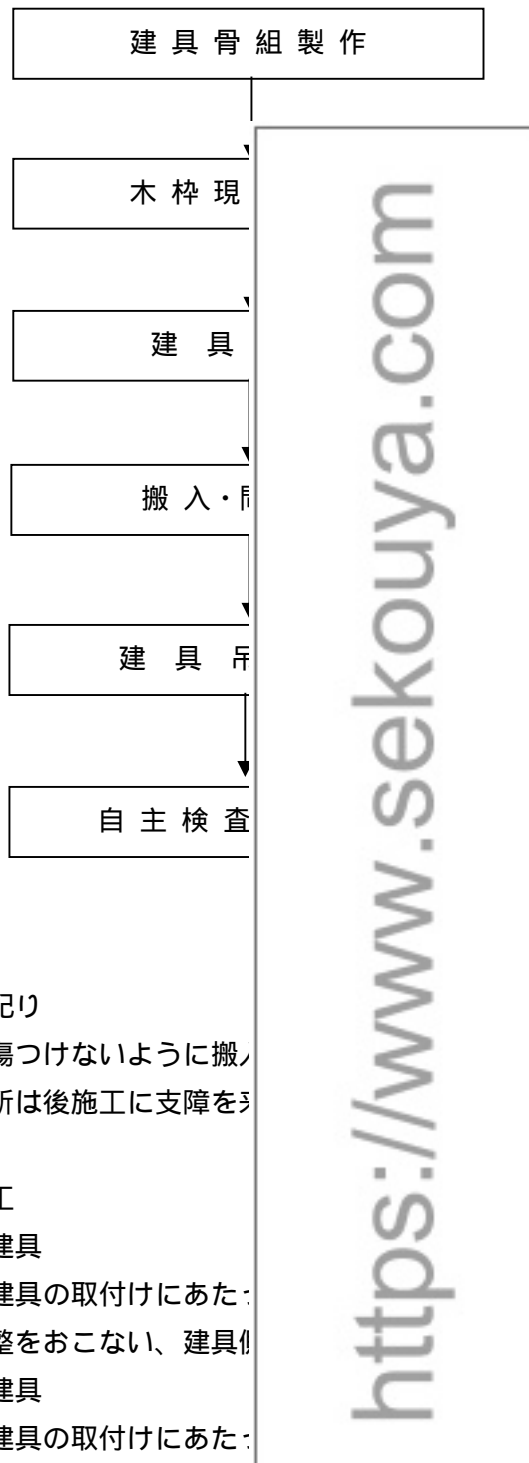 建具骨組製作
木枠現
建具
搬入・
建具
自主検査
配り
傷つけないように搬
所は後施工に支障を
工
建具
建具の取付けにあた
整をおこない、建具
建具
建具の取付けにあた
https://www.sekouya.com